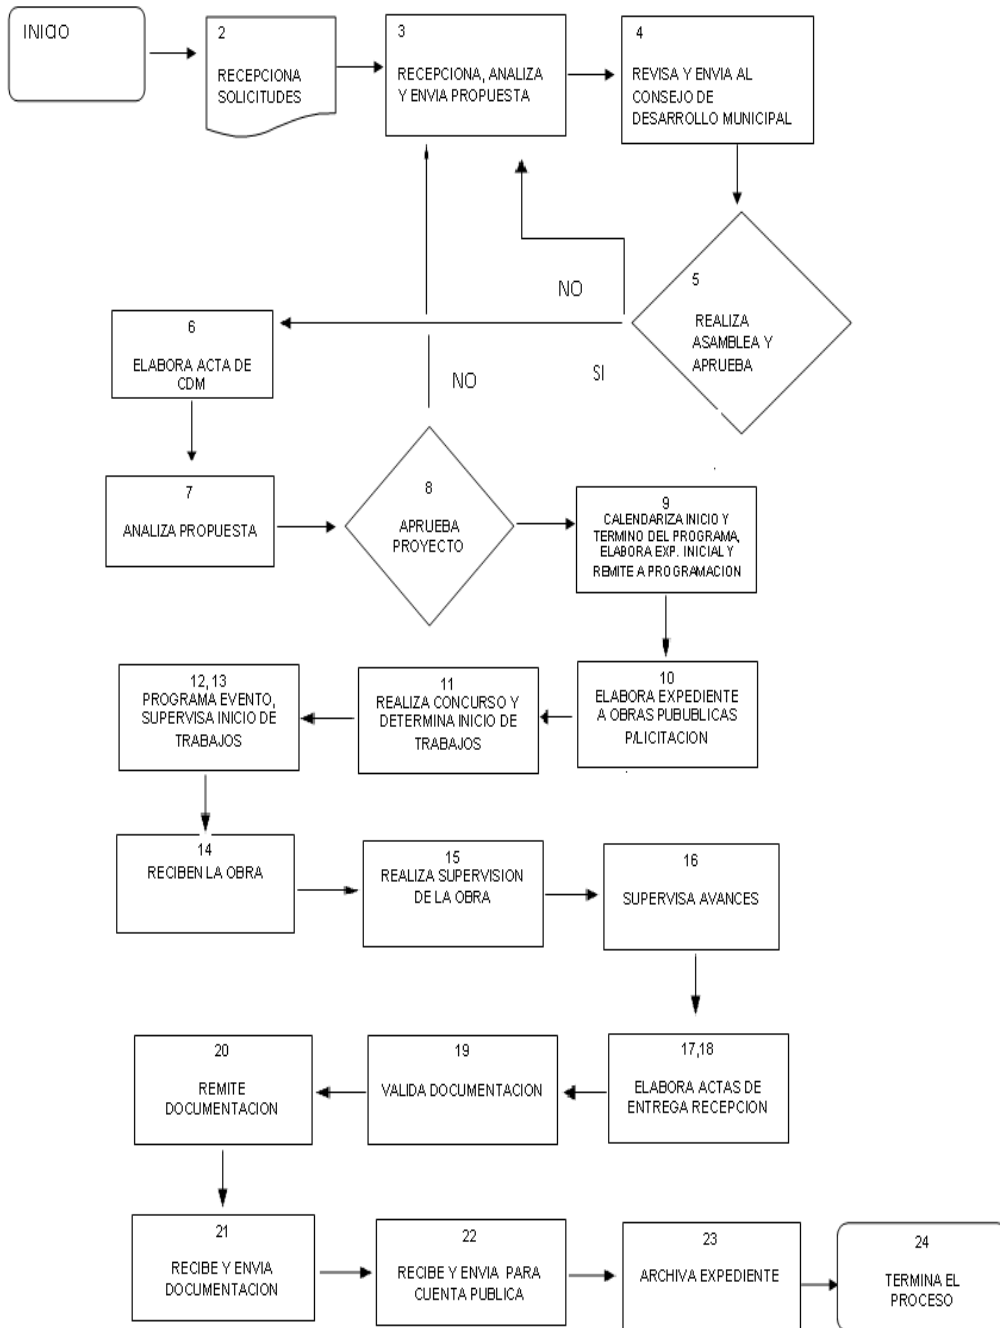 INICIO
2
RECEPCIONA
SOLICITUDES
3
RECEPCIONA, ANALIZA
Y ENVIA PROPUESTA
4
REVISA Y ENVIA AL
CONSEJO DE
DESARROLLO MUNICIPAL
NO
5
REALIZA
ASAMBLEA Y
APRUEBA
SI
6
ELABORA ACTA DE
CDM
NO
7
ANALIZA PROPUESTA
8
APRUEBA
PROYECTO
9
CALENDARIZA INICIO Y
TERMINO DEL PROGRAMA,
ELABORA EXP. INICIAL Y
REMITE A PROGRAMACION
10
ELABORA EXPEDIENTE
A OBRAS PUBUBLICAS
P/LICITACION
11
REALIZA CONCURSO Y
DETERMINA INICIO DE
TRABAJOS
12, 13
PROGRAMA EVENTO,
SUPERVISA INICIO DE
TRABAJOS
14
RECIBEN LA OBRA
15
REALIZA SUPERVISION
DE LA OBRA
16
SUPERVISA AVANCES
17,18
ELABORA ACTAS DE
ENTREGA RECEPCION
19
VALIDA DOCUMENTACION
20
REMITE
DOCUMENTACION
21
RECIBE Y ENVIA
DOCUMENTACION
22
RECIBE Y ENVIA PARA
CUENTA PUBLICA
23
ARCHIVA EXPEDIENTE
24
TERMINA EL
PROCESO